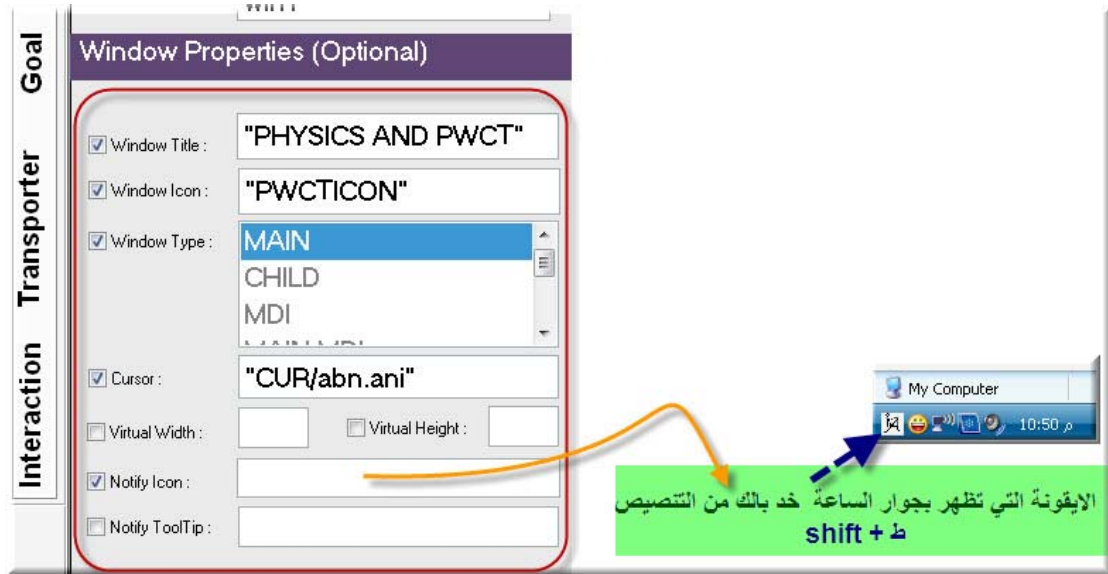 Goal
Transporter
Interaction
Window Properties (Optional)
Window Title : "PHYSICS AND PWCT"
Window Icon : "PWCTICON"
Window Type : MAIN
CHILD
MDI
Cursor : "CUR/abn.ani"
Virtual Width : Virtual Height :
Notify Icon :
Notify ToolTip :
My Computer
10:50 م
الايقونة التي تظهر بجوار الساعة خد بالك من التنصيص
shift + ط